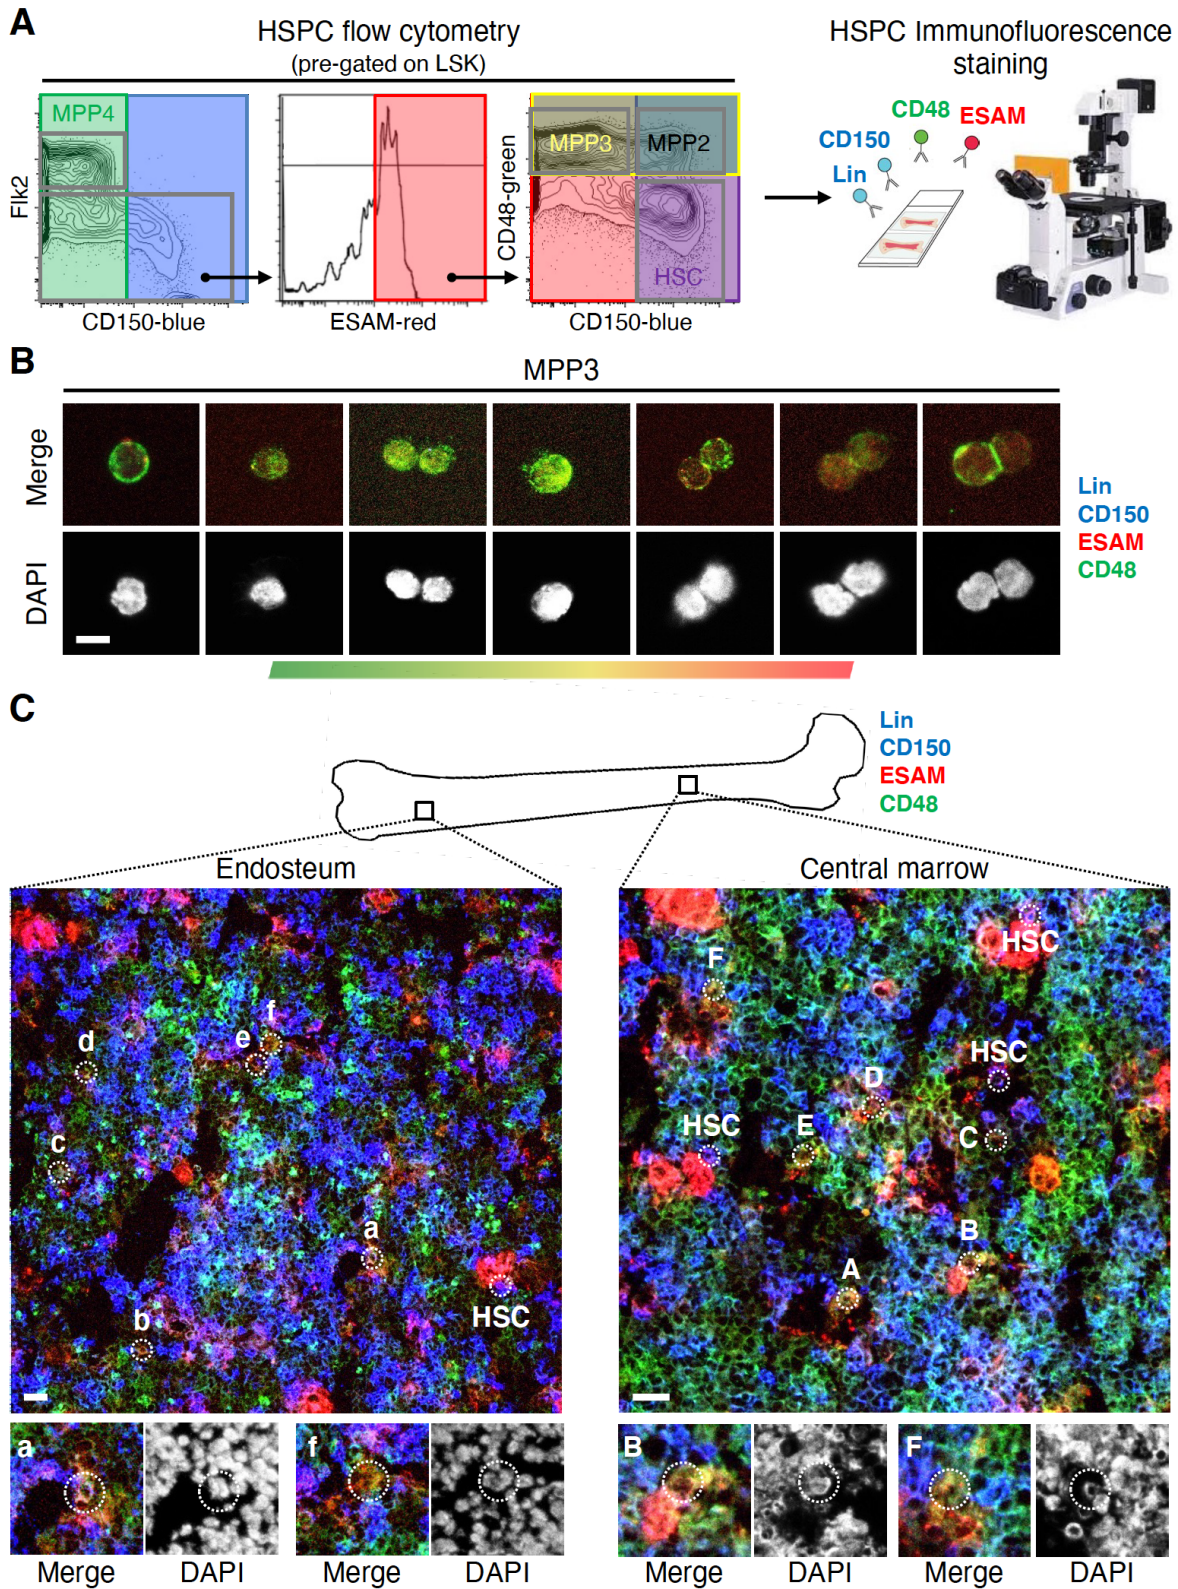 A
HSPC flow cytometry
(pre-gated on LSK)
HSPC Immunofluorescence
staining
MPP4
Flk2
CD150-blue
ESAM-red
CD48-green
MPP3
MPP2
HSC
CD150-blue
CD48
ESAM
CD150
Lin
B
MPP3
Merge
DAPI
Lin
CD150
ESAM
CD48
C
Lin
CD150
ESAM
CD48
Endosteum
Central marrow
d
e
f
c
a
b
HSC
F
HSC
HSC
D
HSC
E
C
B
A
a
f
B
F
Merge
DAPI
Merge
DAPI
Merge
DAPI
Merge
DAPI